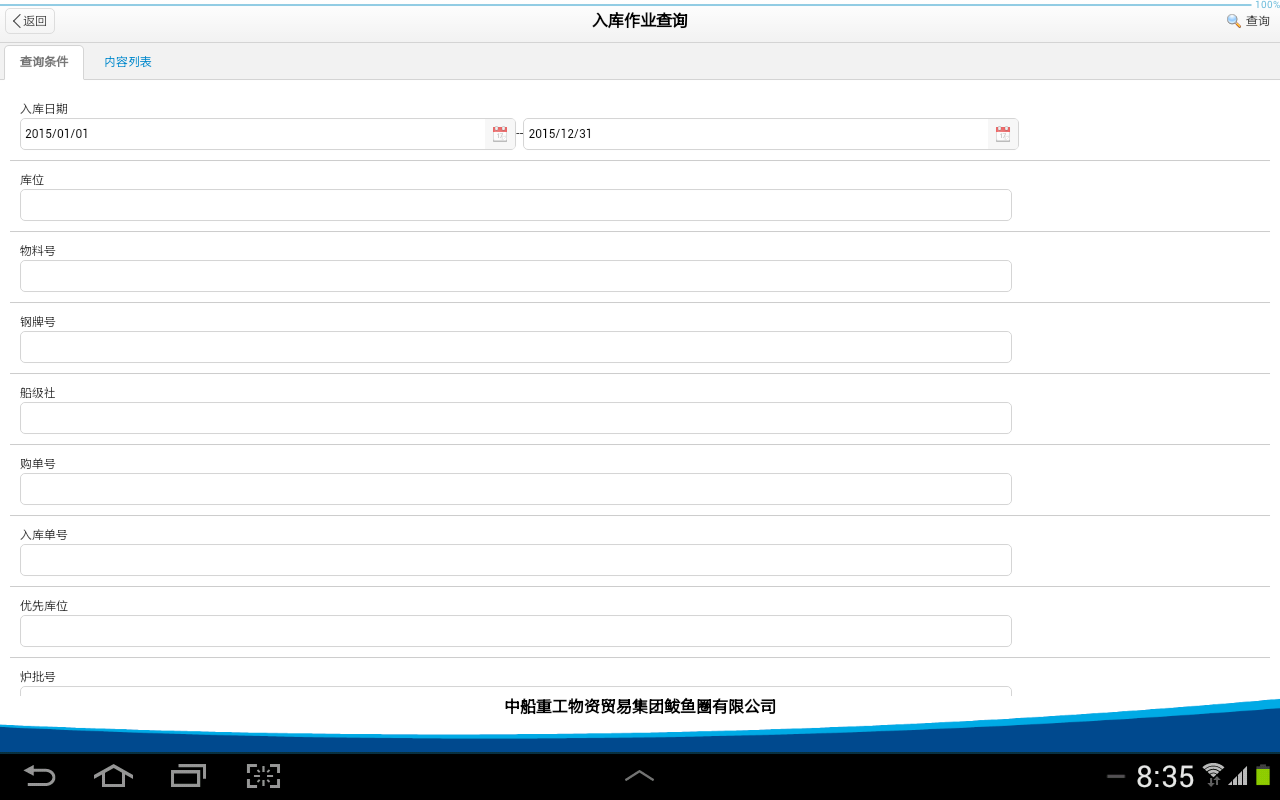 100%
返回
入库作业查询
查询
查询条件
内容列表
入库日期
2015/01/01
--
2015/12/31
库位
物料号
钢牌号
船级社
购单号
入库单号
优先库位
炉批号
中船重工物资贸易集团鲅鱼圈有限公司
8:35